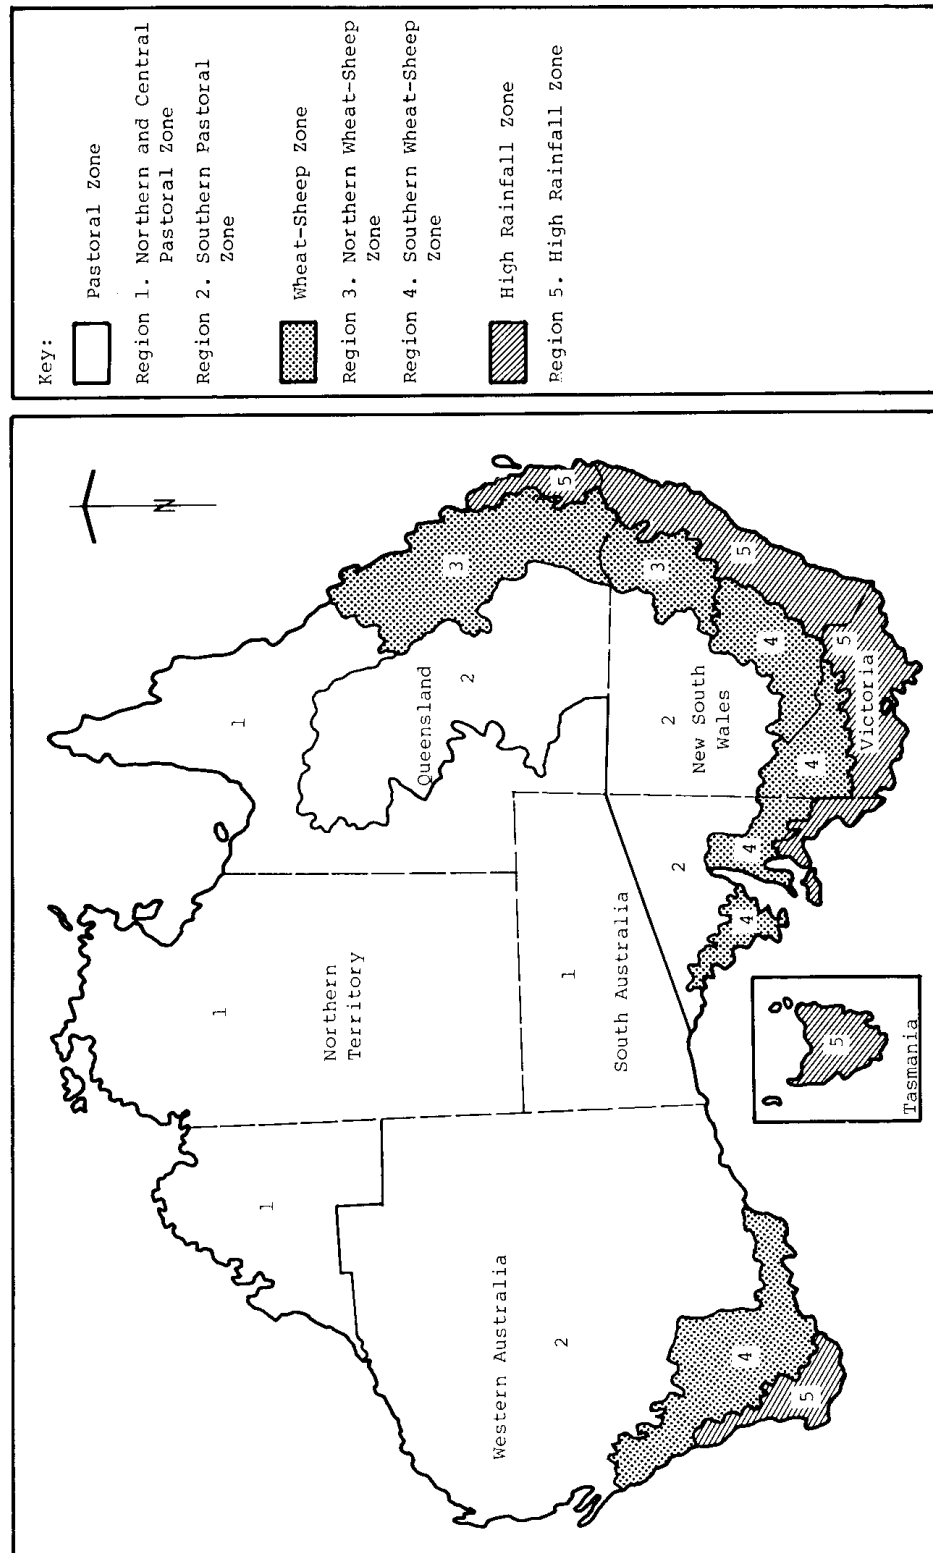 Key:
Pastoral Zone
Region 1. Northern and Central
Pastoral Zone
Region 2. Southern Pastoral
Zone
Wheat-Sheep Zone
Region 3. Northern Wheat-Sheep
Zone
Region 4. Southern Wheat-Sheep
Zone
High Rainfall Zone
Region 5. High Rainfall Zone
N
1
1
1
Northern
Territory
Queensland
2
3
5
Western Australia
2
1
South Australia
2
2
New South
Wales
3
5
4
4
4
4
4
5
5
Victoria
5
5
Tasmania